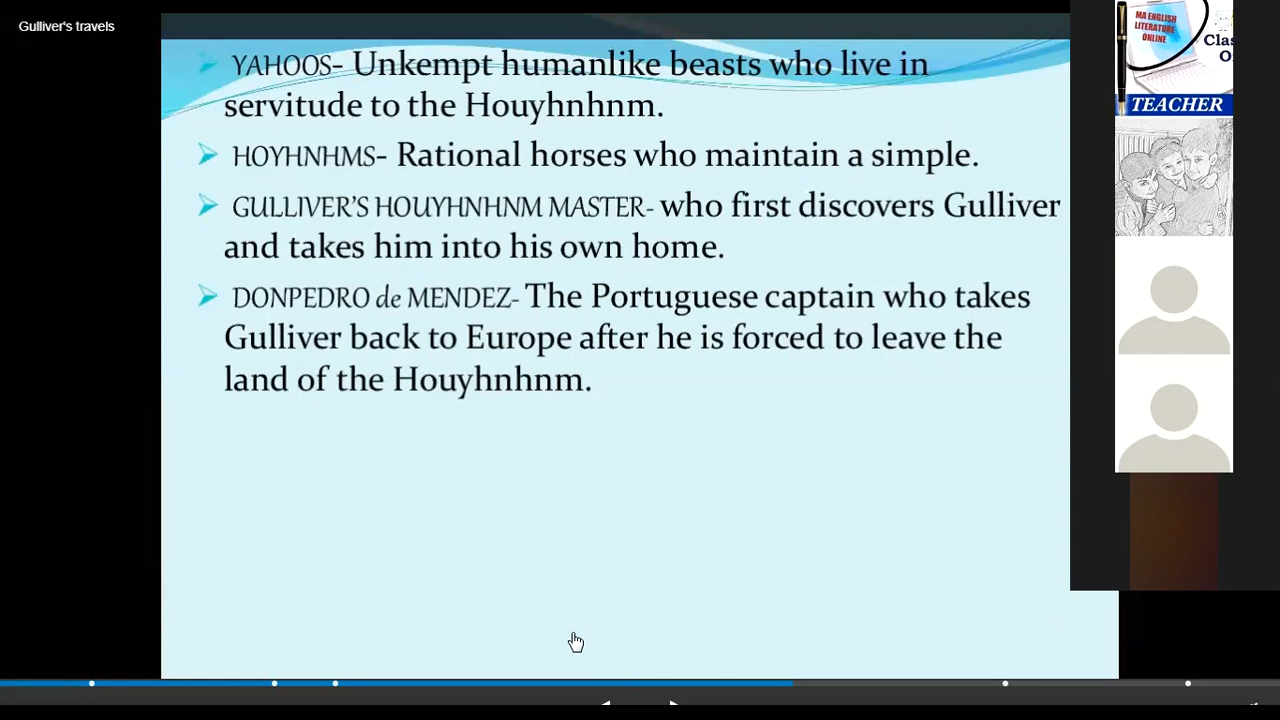 Gulliver's travels
YAHOOS- Unkempt humanlike beasts who live in
servitude to the Houyhnhnm.
HOYHNHMS- Rational horses who maintain a simple.
GULLIVER'S HOUYHNHNM MASTER- who first discovers Gulliver
and takes him into his own home.
DONPEDRO de MENDEZ- The Portuguese captain who takes
Gulliver back to Europe after he is forced to leave the
land of the Houyhnhnm.
MA ENGLISH
LITERATURE
ONLINE
TEACHER